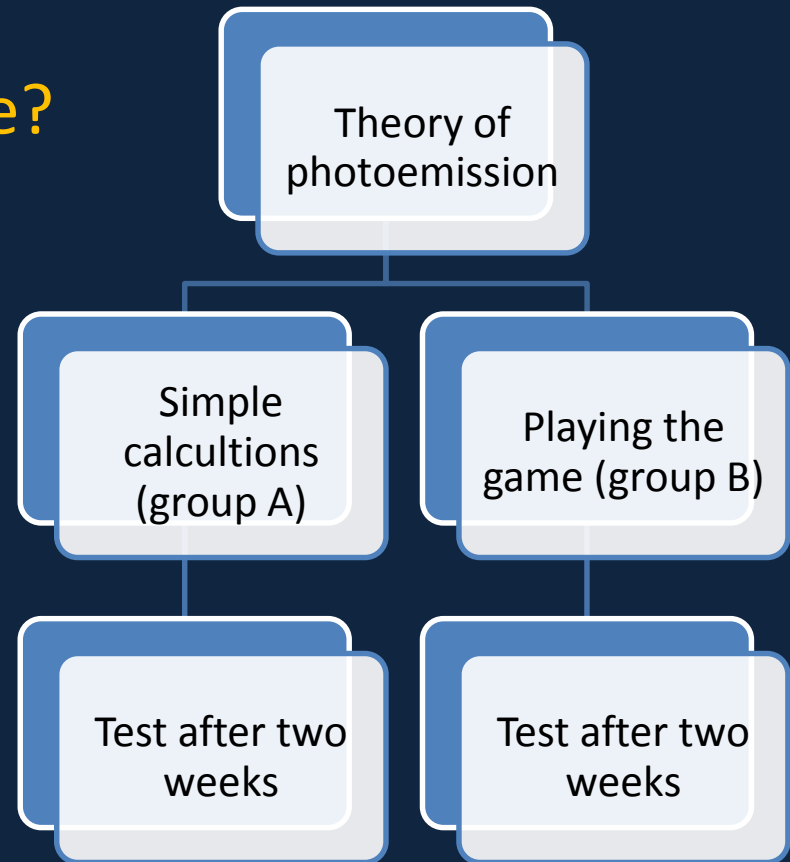 e?
Theory of
photoemission
Simple
calcultions
(group A)
Playing the
game (group B)
Test after two
weeks
Test after two
weeks